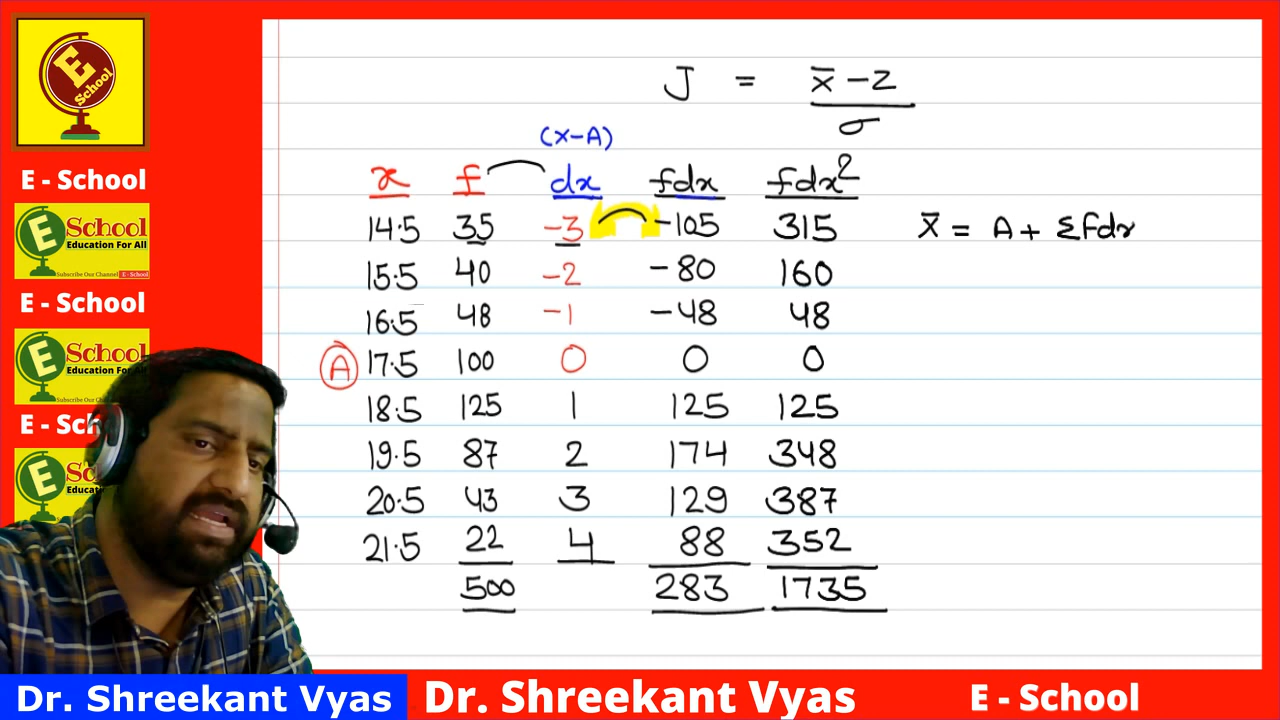 E
School
E - School
E School
Education For All
Subscribe Our Channel E - School
E - School
E School
Education For All
Subscribe Our
E - Sch
E Sc
Educati
J = x̄ - Z
σ
(X-A)
x f dx fdx fdx²
14.5 35 -3 -105 315 x̄ = A + Σfdx
15.5 40 -2 -80 160
16.5 48 -1 -48 48
A 17.5 100 0 0 0
18.5 125 1 125 125
19.5 87 2 174 348
20.5 43 3 129 387
21.5 22 4 88 352
500 283 1735
Dr. Shreekant Vyas Dr. Shreekant Vyas E - School